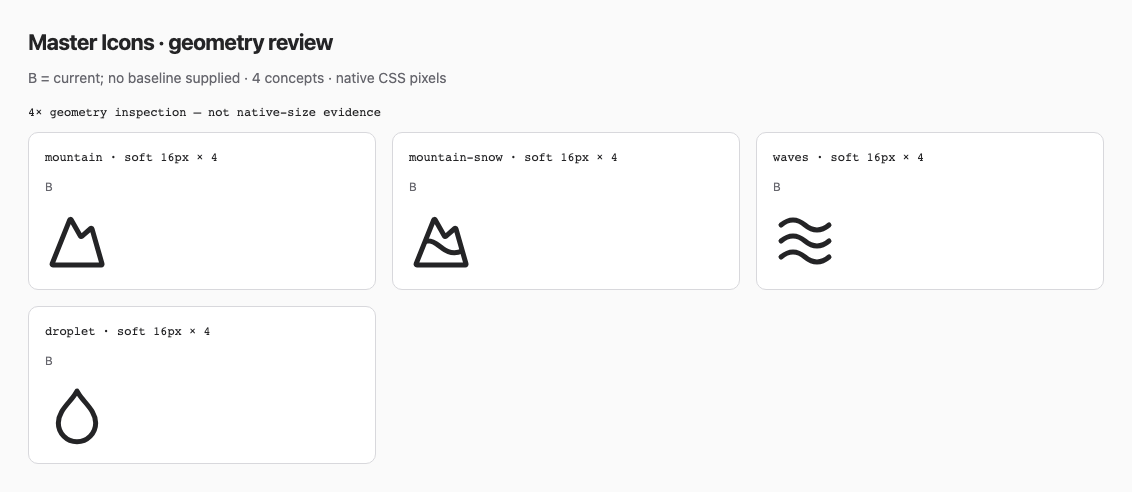 Master Icons · geometry review
B = current; no baseline supplied · 4 concepts · native CSS pixels
4× geometry inspection — not native-size evidence
mountain · soft 16px × 4
B
mountain-snow · soft 16px × 4
B
waves · soft 16px × 4
B
droplet · soft 16px × 4
B